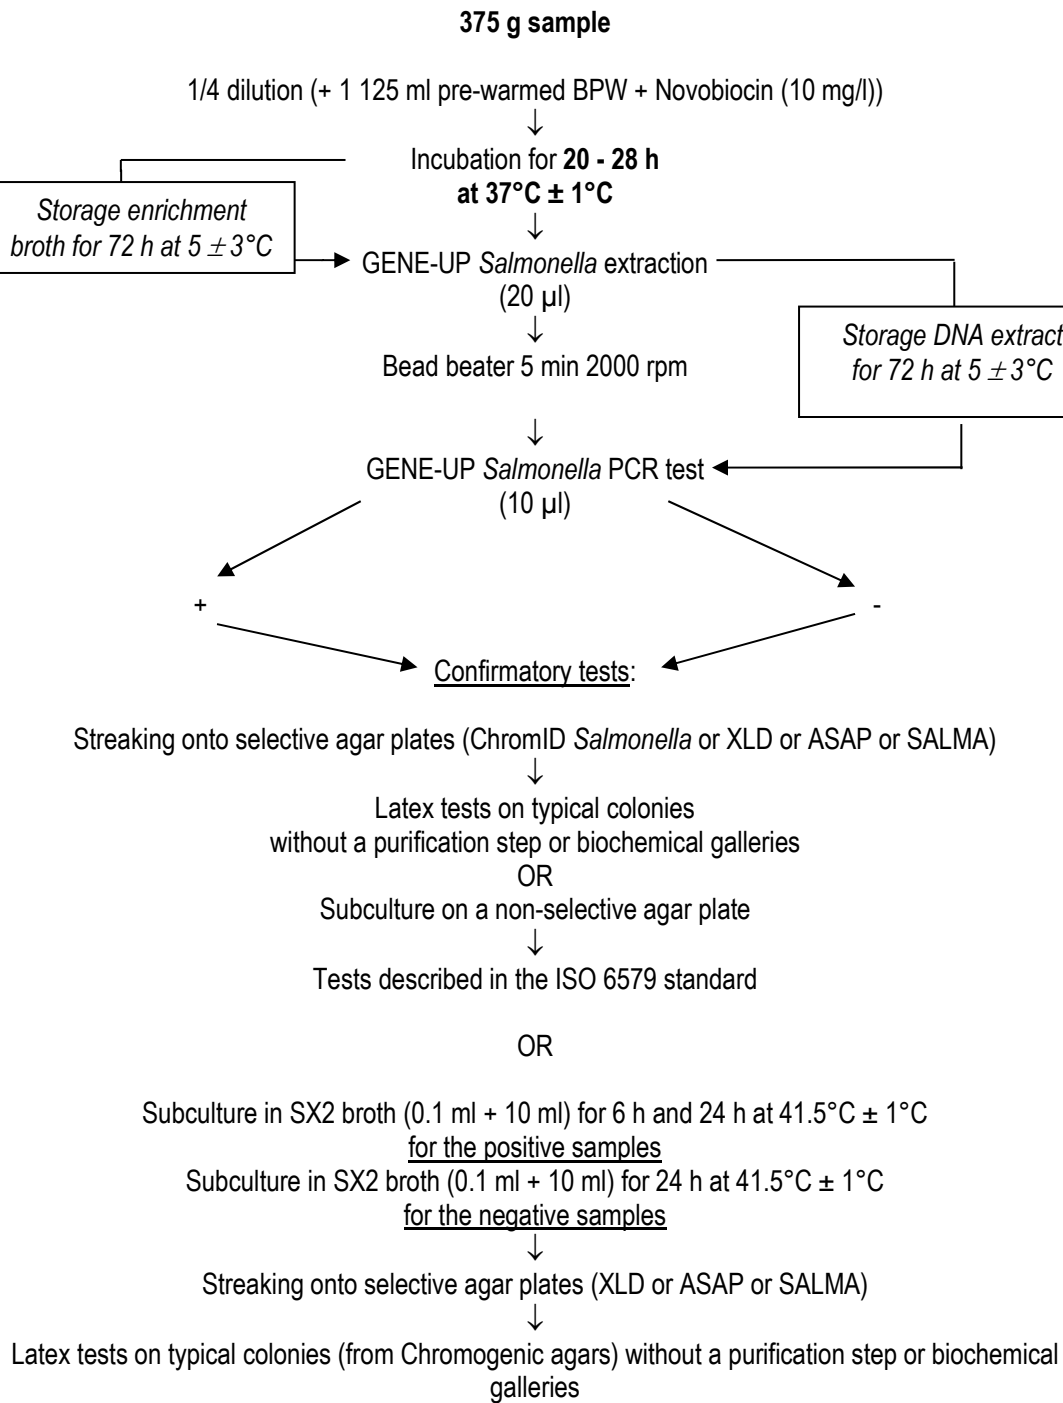 375 g sample
1/4 dilution (+ 1 125 ml pre-warmed BPW + Novobiocin (10 mg/l))
↓
Incubation for 20 - 28 h
at 37°C ± 1°C
Storage enrichment
broth for 72 h at 5 ± 3°C
↓
GENE-UP Salmonella extraction
(20 µl)
↓
Storage DNA extract
for 72 h at 5 ± 3°C
Bead beater 5 min 2000 rpm
↓
GENE-UP Salmonella PCR test
(10 µl)
+ -
Confirmatory tests:
Streaking onto selective agar plates (ChromID Salmonella or XLD or ASAP or SALMA)
↓
Latex tests on typical colonies
without a purification step or biochemical galleries
OR
Subculture on a non-selective agar plate
↓
Tests described in the ISO 6579 standard
OR
Subculture in SX2 broth (0.1 ml + 10 ml) for 6 h and 24 h at 41.5°C ± 1°C
for the positive samples
Subculture in SX2 broth (0.1 ml + 10 ml) for 24 h at 41.5°C ± 1°C
for the negative samples
↓
Streaking onto selective agar plates (XLD or ASAP or SALMA)
↓
Latex tests on typical colonies (from Chromogenic agars) without a purification step or biochemical
galleries